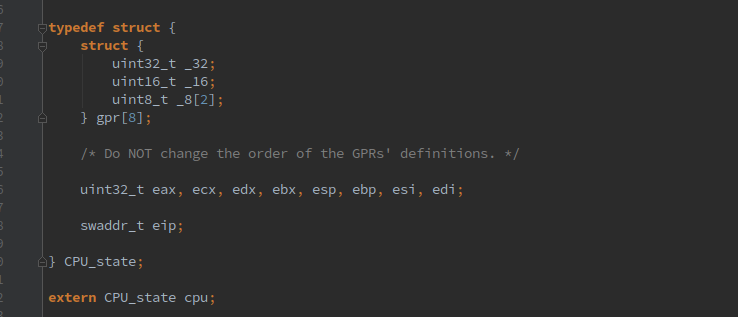 typedef struct {
struct {
uint32_t _32;
uint16_t _16;
uint8_t _8[2];
} gpr[8];
/* Do NOT change the order of the GPRs' definitions. */
uint32_t eax, ecx, edx, ebx, esp, ebp, esi, edi;
swaddr_t eip;
} CPU_state;
extern CPU_state cpu;